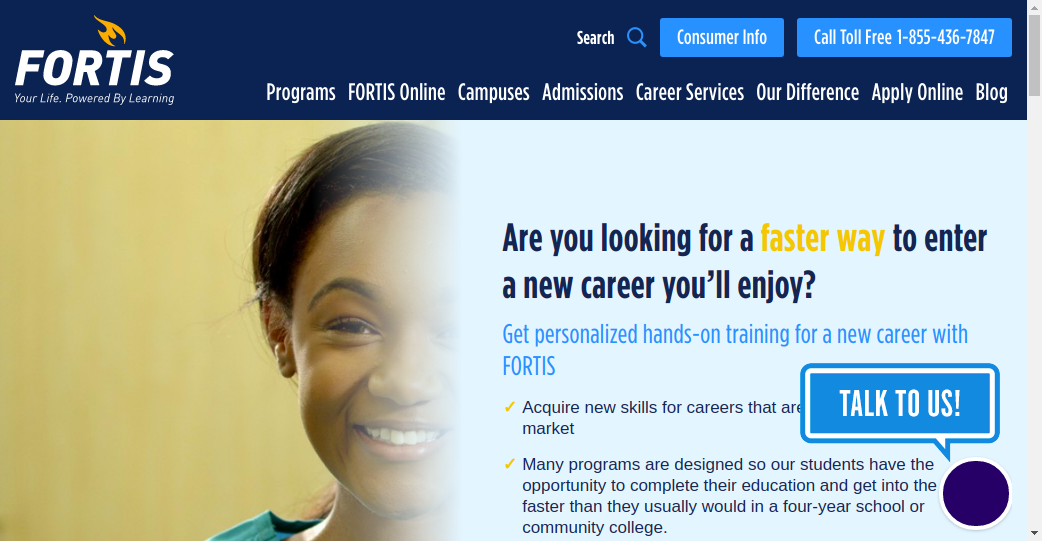 FORTIS
Your Life. Powered By Learning
Search
Consumer Info
Call Toll Free 1-855-436-7847
Programs FORTIS Online Campuses Admissions Career Services Our Difference Apply Online Blog
Are you looking for a faster way to enter
a new career you'll enjoy?
Get personalized hands-on training for a new career with
FORTIS
✓ Acquire new skills for careers that are
market
TALK TO US!
✓ Many programs are designed so our students have the
opportunity to complete their education and get into the
faster than they usually would in a four-year school or
community college.